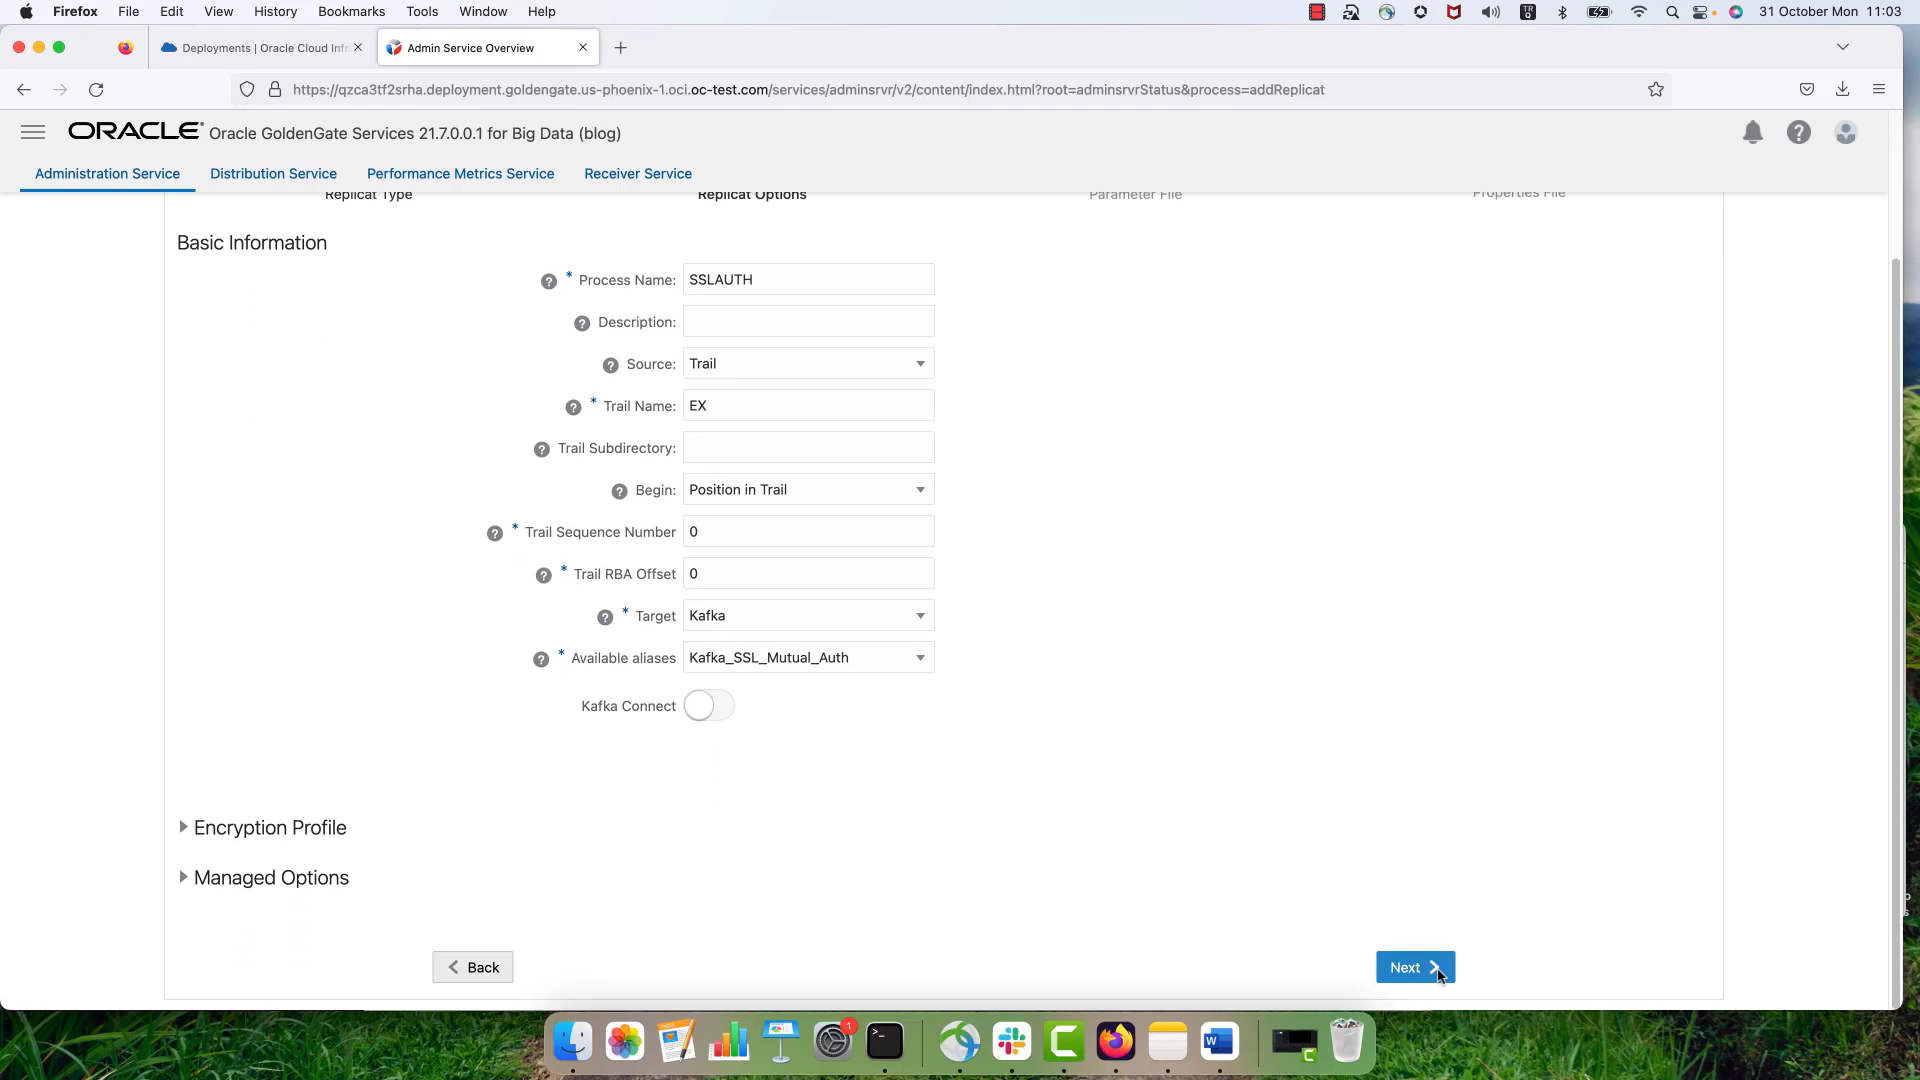 Firefox File Edit View History Bookmarks Tools Window Help 31 October Mon 11:03
Deployments | Oracle Cloud Infr
Admin Service Overview
https://qzca3tf2srha.deployment.goldengate.us-phoenix-1.oci.oc-test.com/services/adminsrvr/v2/content/index.html?root=adminsrvrStatus&process=addReplicat
ORACLE Oracle GoldenGate Services 21.7.0.0.1 for Big Data (blog)
Administration Service Distribution Service Performance Metrics Service Receiver Service
Replicat Type Replicat Options Parameter File Properties File
Basic Information
* Process Name: SSLAUTH
Description:
Source: Trail
* Trail Name: EX
Trail Subdirectory:
Begin: Position in Trail
* Trail Sequence Number 0
* Trail RBA Offset 0
* Target Kafka
* Available aliases Kafka_SSL_Mutual_Auth
Kafka Connect
Encryption Profile
Managed Options
Back Next
1